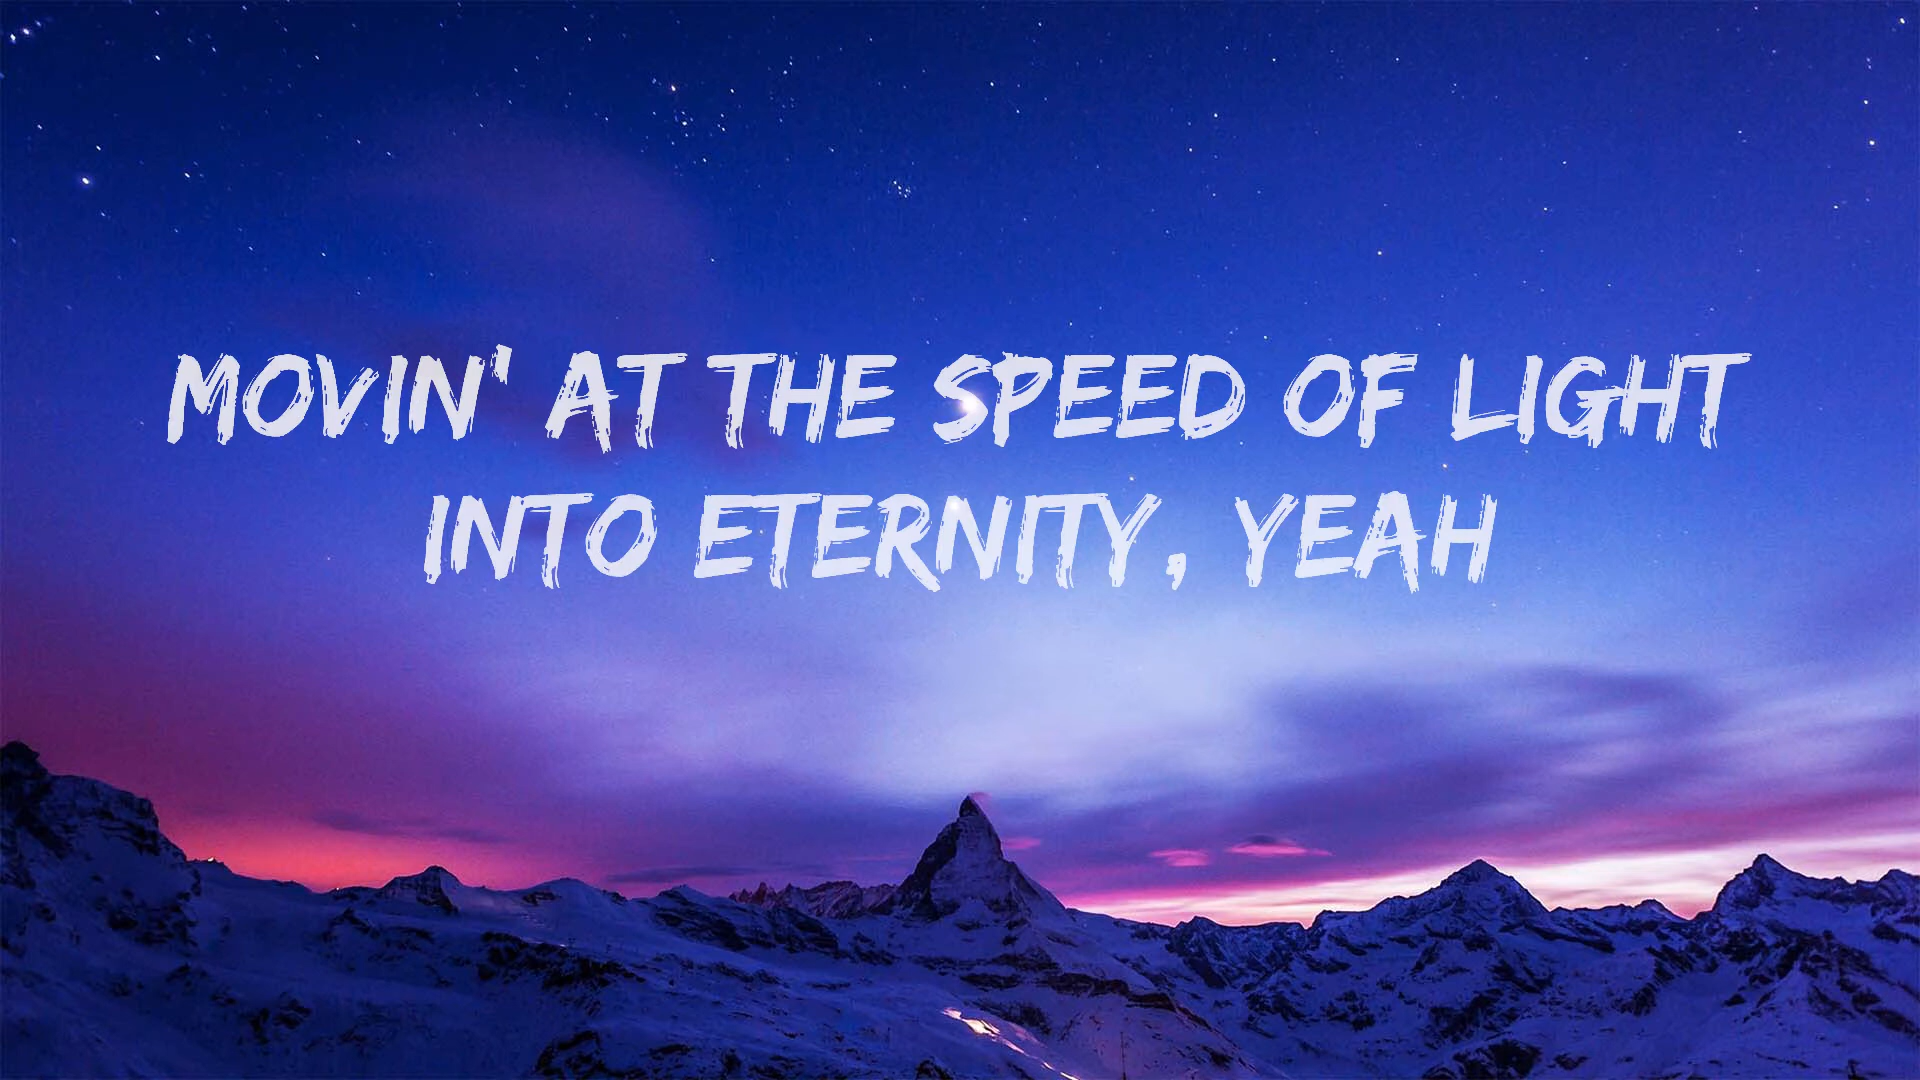 MOVIN' AT THE SPEED OF LIGHT
INTO ETERNITY, YEAH